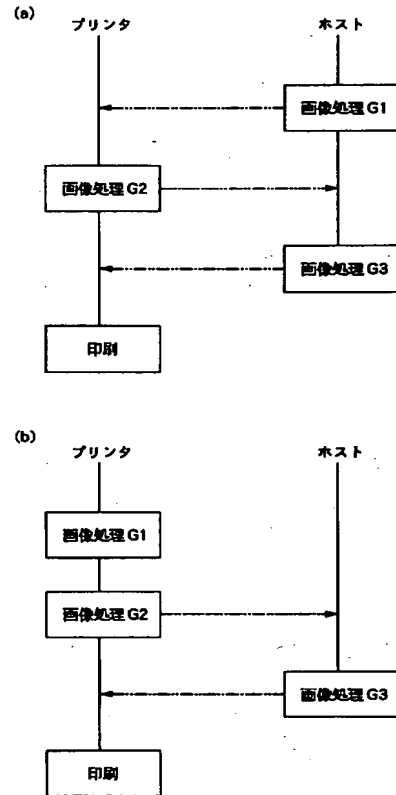 (a)
プリンタ ホスト
画像処理 G1
画像処理 G2
画像処理 G3
印刷
(b)
プリンタ ホスト
画像処理 G1
画像処理 G2
画像処理 G3
印刷